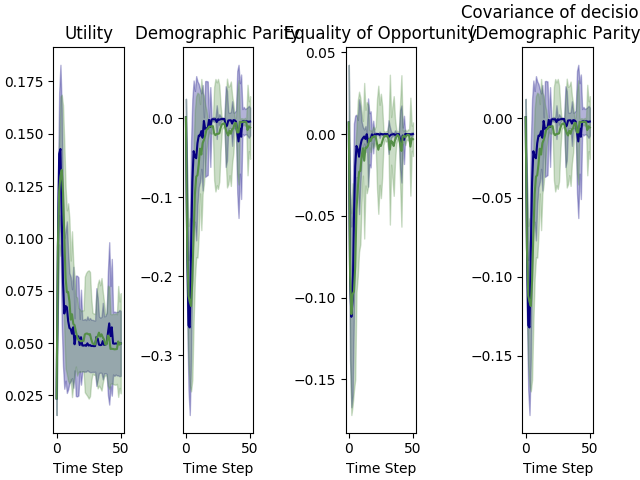 Covariance of decisio
Utility
Demographic Parity
Equality of Opportunity
(Demographic Parity
0.175
0.150
0.125
0.100
0.075
0.050
0.025
0.0
−0.1
−0.2
−0.3
0.05
0.00
−0.05
−0.10
−0.15
0.00
−0.05
−0.10
−0.15
0 50
0 50
0 50
0 50
Time Step
Time Step
Time Step
Time Step